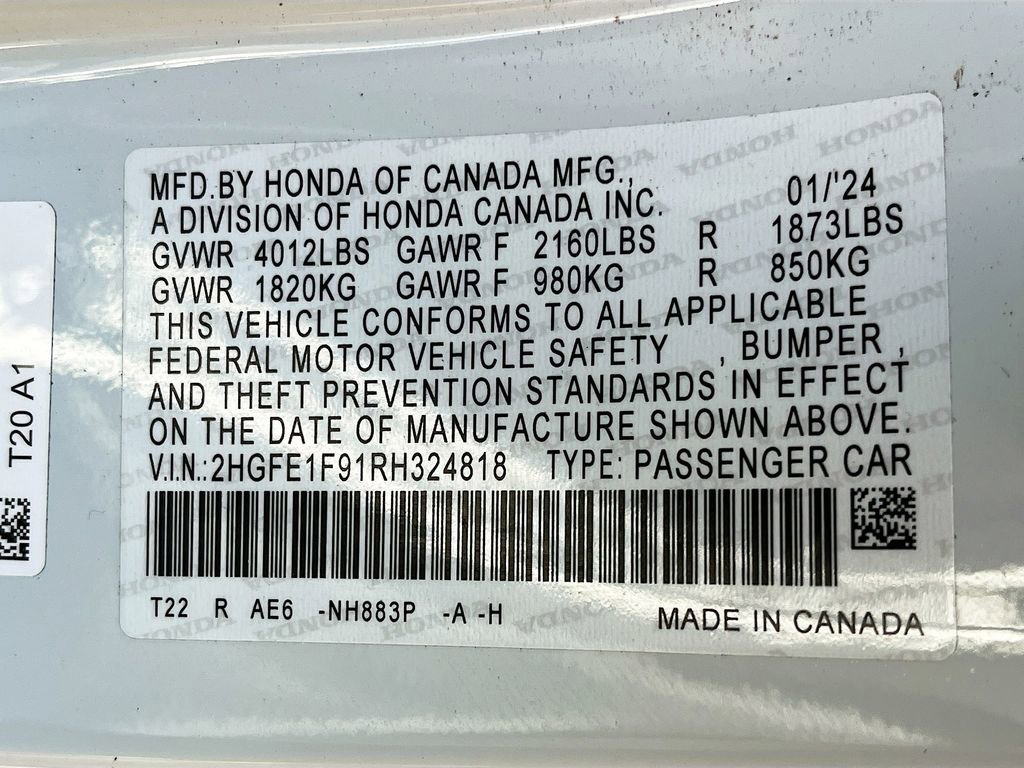 MFD.BY HONDA OF CANADA MFG.,
A DIVISION OF HONDA CANADA INC. 01/'24
GVWR 4012LBS GAWR F 2160LBS R 1873LBS
GVWR 1820KG GAWR F 980KG R 850KG
THIS VEHICLE CONFORMS TO ALL APPLICABLE
FEDERAL MOTOR VEHICLE SAFETY , BUMPER ,
AND THEFT PREVENTION STANDARDS IN EFFECT
ON THE DATE OF MANUFACTURE SHOWN ABOVE.
V.I.N.:2HGFE1F91RH324818 TYPE: PASSENGER CAR
T22 R AE6 -NH883P -A -H MADE IN CANADA
T20 A1